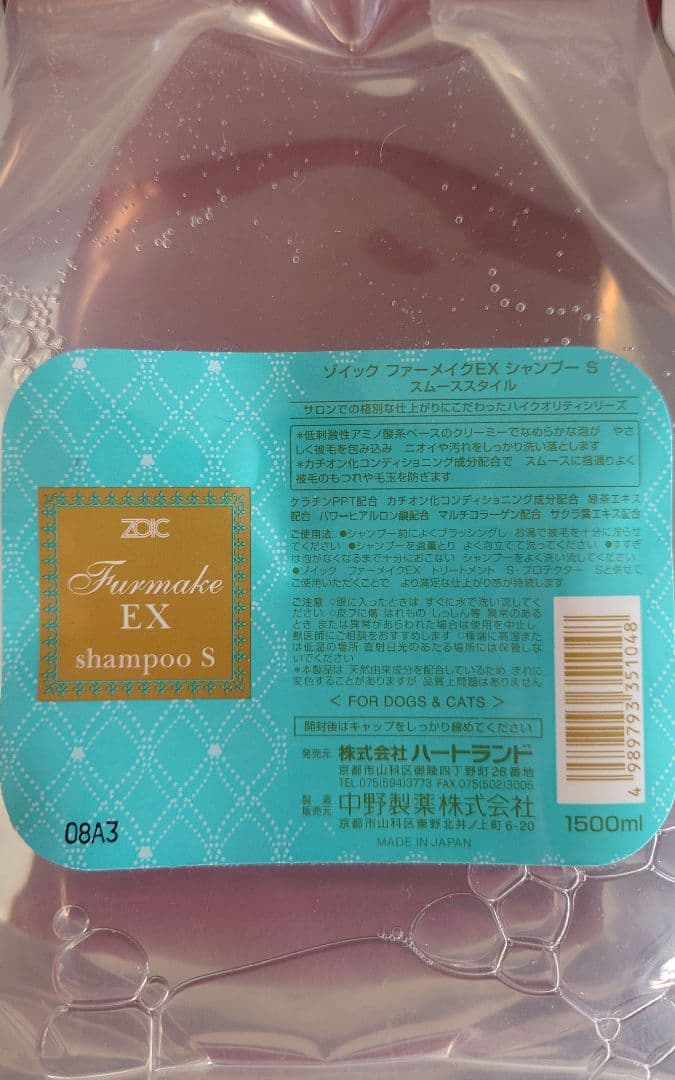 ゾイック ファーメイクEX シャンプー S
スムーススタイル
サロンでの格別な仕上がりにこだわったハイクオリティシリーズ
*低刺激性アミノ酸系ベースのクリーミーでなめらかな泡が やさ
しく被毛を包み込み ニオイや汚れをしっかり洗い落とします
*カチオン化コンディショニング成分配合で スムースに指通りよく
被毛のもつれや毛玉を防ぎます
ケラチンPPT配合 カチオン化コンディショニング成分配合 緑茶エキス
配合 パワーヒアルロン酸配合 マルチコラーゲン配合 サクラ葉エキス配合
ご使用法 ●シャンプー前によくブラッシングし お湯で被毛を十分に湿らせ
てください ●シャンプーを適量とり よく泡立てて洗ってください ●すすぎ
は泡がなくなるまで十分におこない シャンプーをよく洗い流してください
●ゾイック ファーメイクEX トリートメント S・プロテクター Sと併せて
ご使用いただくことで より満足な仕上がり感が持続します
ご注意 ○眼に入ったときは すぐに水で洗い流してく
ださい ○皮フに傷 はれもの しっしん等 異常のある
とき または異常があらわれた場合は使用を中止し
獣医師にご相談をおすすめします ○極端に高温また
は低温の場所 直射日光のあたる場所には保管しな
いでください
*本製品は 天然由来成分を配合しているため まれに
変色することがありますが 品質上問題はありません
< FOR DOGS & CATS >
開封後はキャップをしっかり締めてください
発売元 株式会社 ハートランド
京都市山科区御陵四丁野町26番地
TEL.075(594)3773 FAX.075(502)3005
製造販売元 中野製薬株式会社
京都市山科区東野北井ノ上町6-20
MADE IN JAPAN
4 989793 351048
1500ml
ZOIC
Furmake
EX
shampoo S
08A3